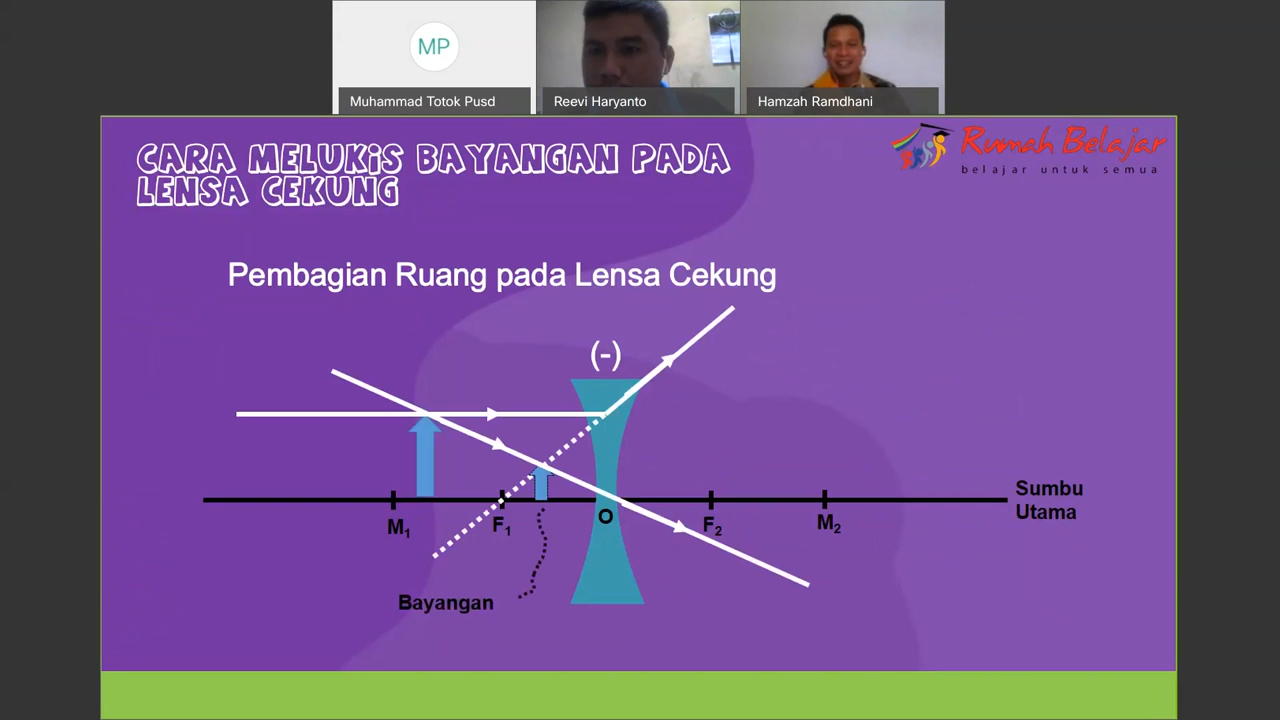 MP
Muhammad Totok Pusd
Reevi Haryanto
Hamzah Ramdhani
CARA MELUKiS BAYANGAN PADA
LENSA CEKUNG
Rumah Belajar
belajar untuk semua
Pembagian Ruang pada Lensa Cekung
(-)
M₁
F₁
O
F₂
M₂
Sumbu
Utama
Bayangan